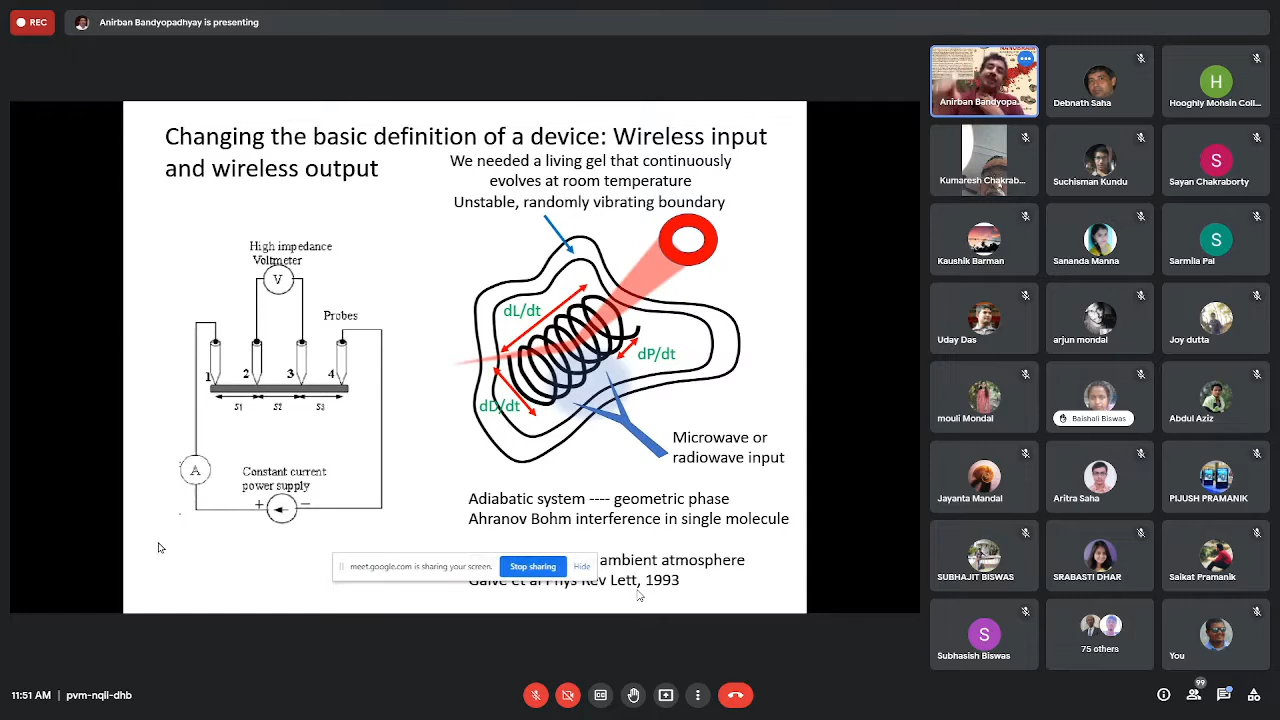 REC
Anirban Bandyopadhyay is presenting
Changing the basic definition of a device: Wireless input
and wireless output
We needed a living gel that continuously
evolves at room temperature
Unstable, randomly vibrating boundary
High impedance
Voltmeter
V
Probes
1
2
3
4
S1
S2
S3
A
Constant current
power supply
+
−
dL/dt
dP/dt
dD/dt
Microwave or
radiowave input
Adiabatic system ---- geometric phase
Ahranov Bohm interference in single molecule
ambient atmosphere
Phys Rev Lett, 1993
meet.google.com is sharing your screen.
Stop sharing
Hide
NANOBRAIN
Anirban Bandyopa...
Debnath Saha
H
Hooghly Mohsin Coll...
Kumaresh Chakrab...
Suchisman Kundu
S
Sayan Chakraborty
Kaushik Barman
Sananda Manna
S
Sarmila Pal
Uday Das
arjun mondal
Joy dutta
mouli Mondal
Baishali Biswas
Abdul Aziz
Jayanta Mandal
Aritra Saha
PIJUSH PRAMANIK
SUBHAJIT BISWAS
SRABASTI DHAR
S
Subhasish Biswas
75 others
You
11:51 AM | pvm-nqii-dhb
99